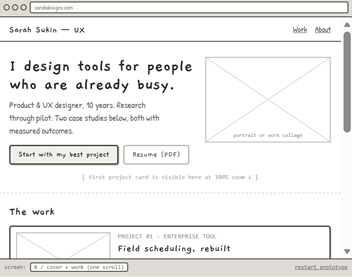 sarahdesigns.com
Sarah Sukin — UX
Work About
I design tools for people
who are already busy.
Product & UX designer, 10 years. Research
through pilot. Two case studies below, both with
measured outcomes.
portrait or work collage
Start with my best project
Resume (PDF)
[ first project card is visible here at 100% zoom ↓ ]
The work
PROJECT 01 · ENTERPRISE TOOL
Field scheduling, rebuilt
screen: B / cover + work (one scroll)
restart prototype